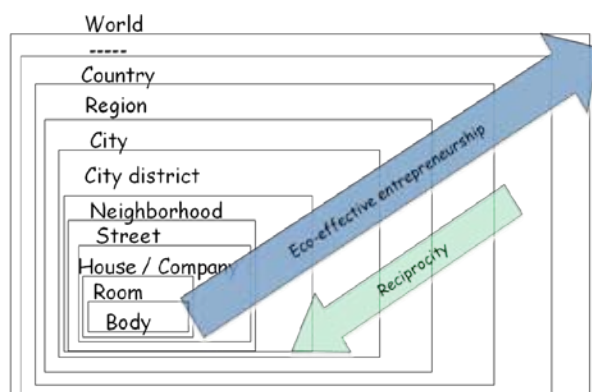 World
-----
Country
Region
City
City district
Neighborhood
Street
House / Company
Room
Body
Eco-effective entrepreneurship
Reciprocity